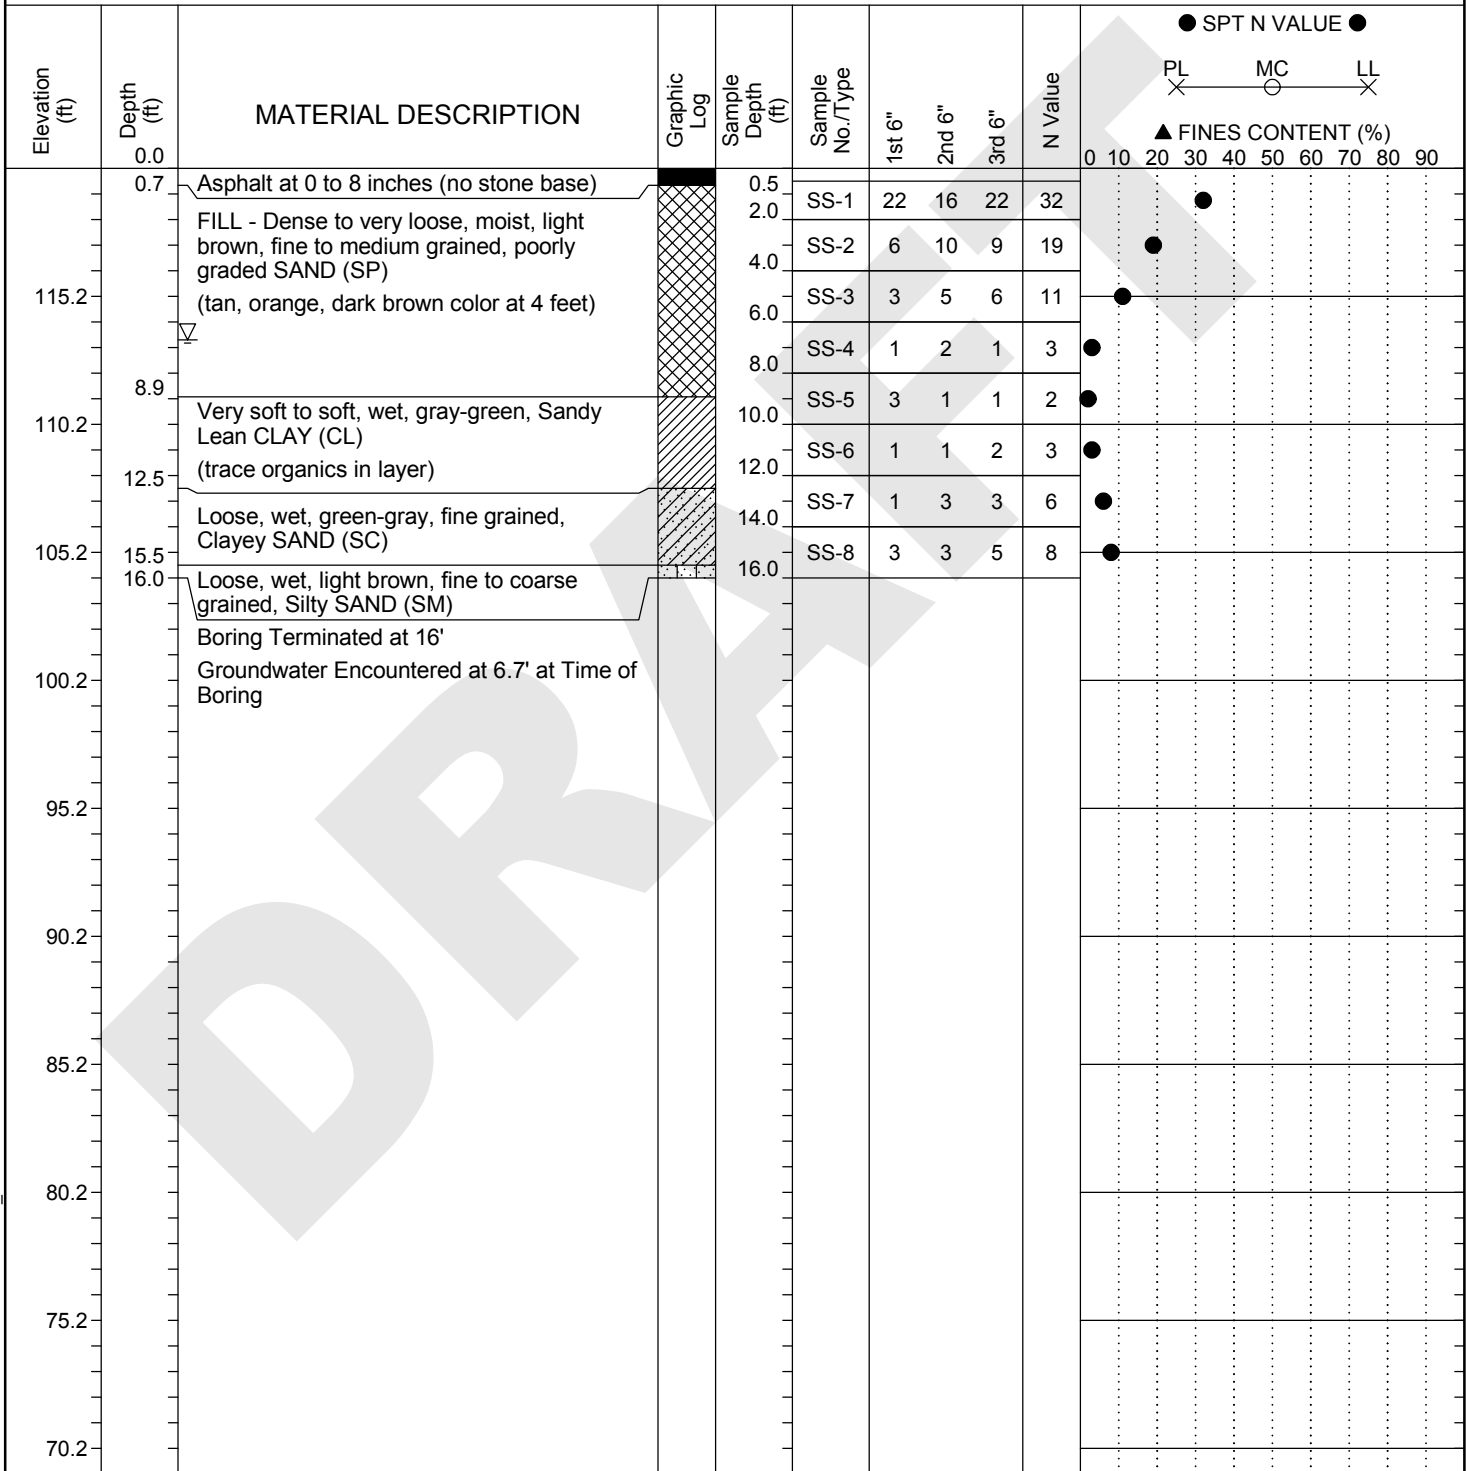 ● SPT N VALUE ●
PL MC LL
▲ FINES CONTENT (%)
0 10 20 30 40 50 60 70 80 90
Elevation
(ft)
Depth
(ft)
0.0
MATERIAL DESCRIPTION
Graphic
Log
Sample
Depth
(ft)
Sample
No./Type
1st 6"
2nd 6"
3rd 6"
N Value
0.7 Asphalt at 0 to 8 inches (no stone base)
FILL - Dense to very loose, moist, light
brown, fine to medium grained, poorly
graded SAND (SP)
(tan, orange, dark brown color at 4 feet)
8.9
Very soft to soft, wet, gray-green, Sandy
Lean CLAY (CL)
(trace organics in layer)
12.5
Loose, wet, green-gray, fine grained,
Clayey SAND (SC)
15.5
16.0
Loose, wet, light brown, fine to coarse
grained, Silty SAND (SM)
Boring Terminated at 16'
Groundwater Encountered at 6.7' at Time of
Boring
0.5
2.0
SS-1 22 16 22 32
SS-2 6 10 9 19
4.0
SS-3 3 5 6 11
6.0
SS-4 1 2 1 3
8.0
SS-5 3 1 1 2
10.0
SS-6 1 1 2 3
12.0
SS-7 1 3 3 6
14.0
SS-8 3 3 5 8
16.0
115.2
110.2
105.2
100.2
95.2
90.2
85.2
80.2
75.2
70.2
DRAFT